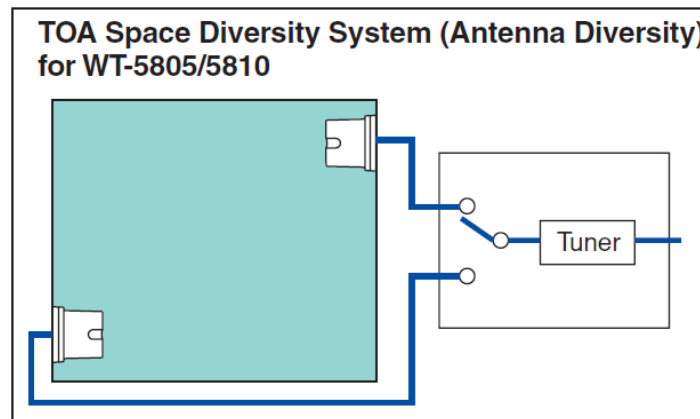 TOA Space Diversity System (Antenna Diversity)
for WT-5805/5810
Tuner